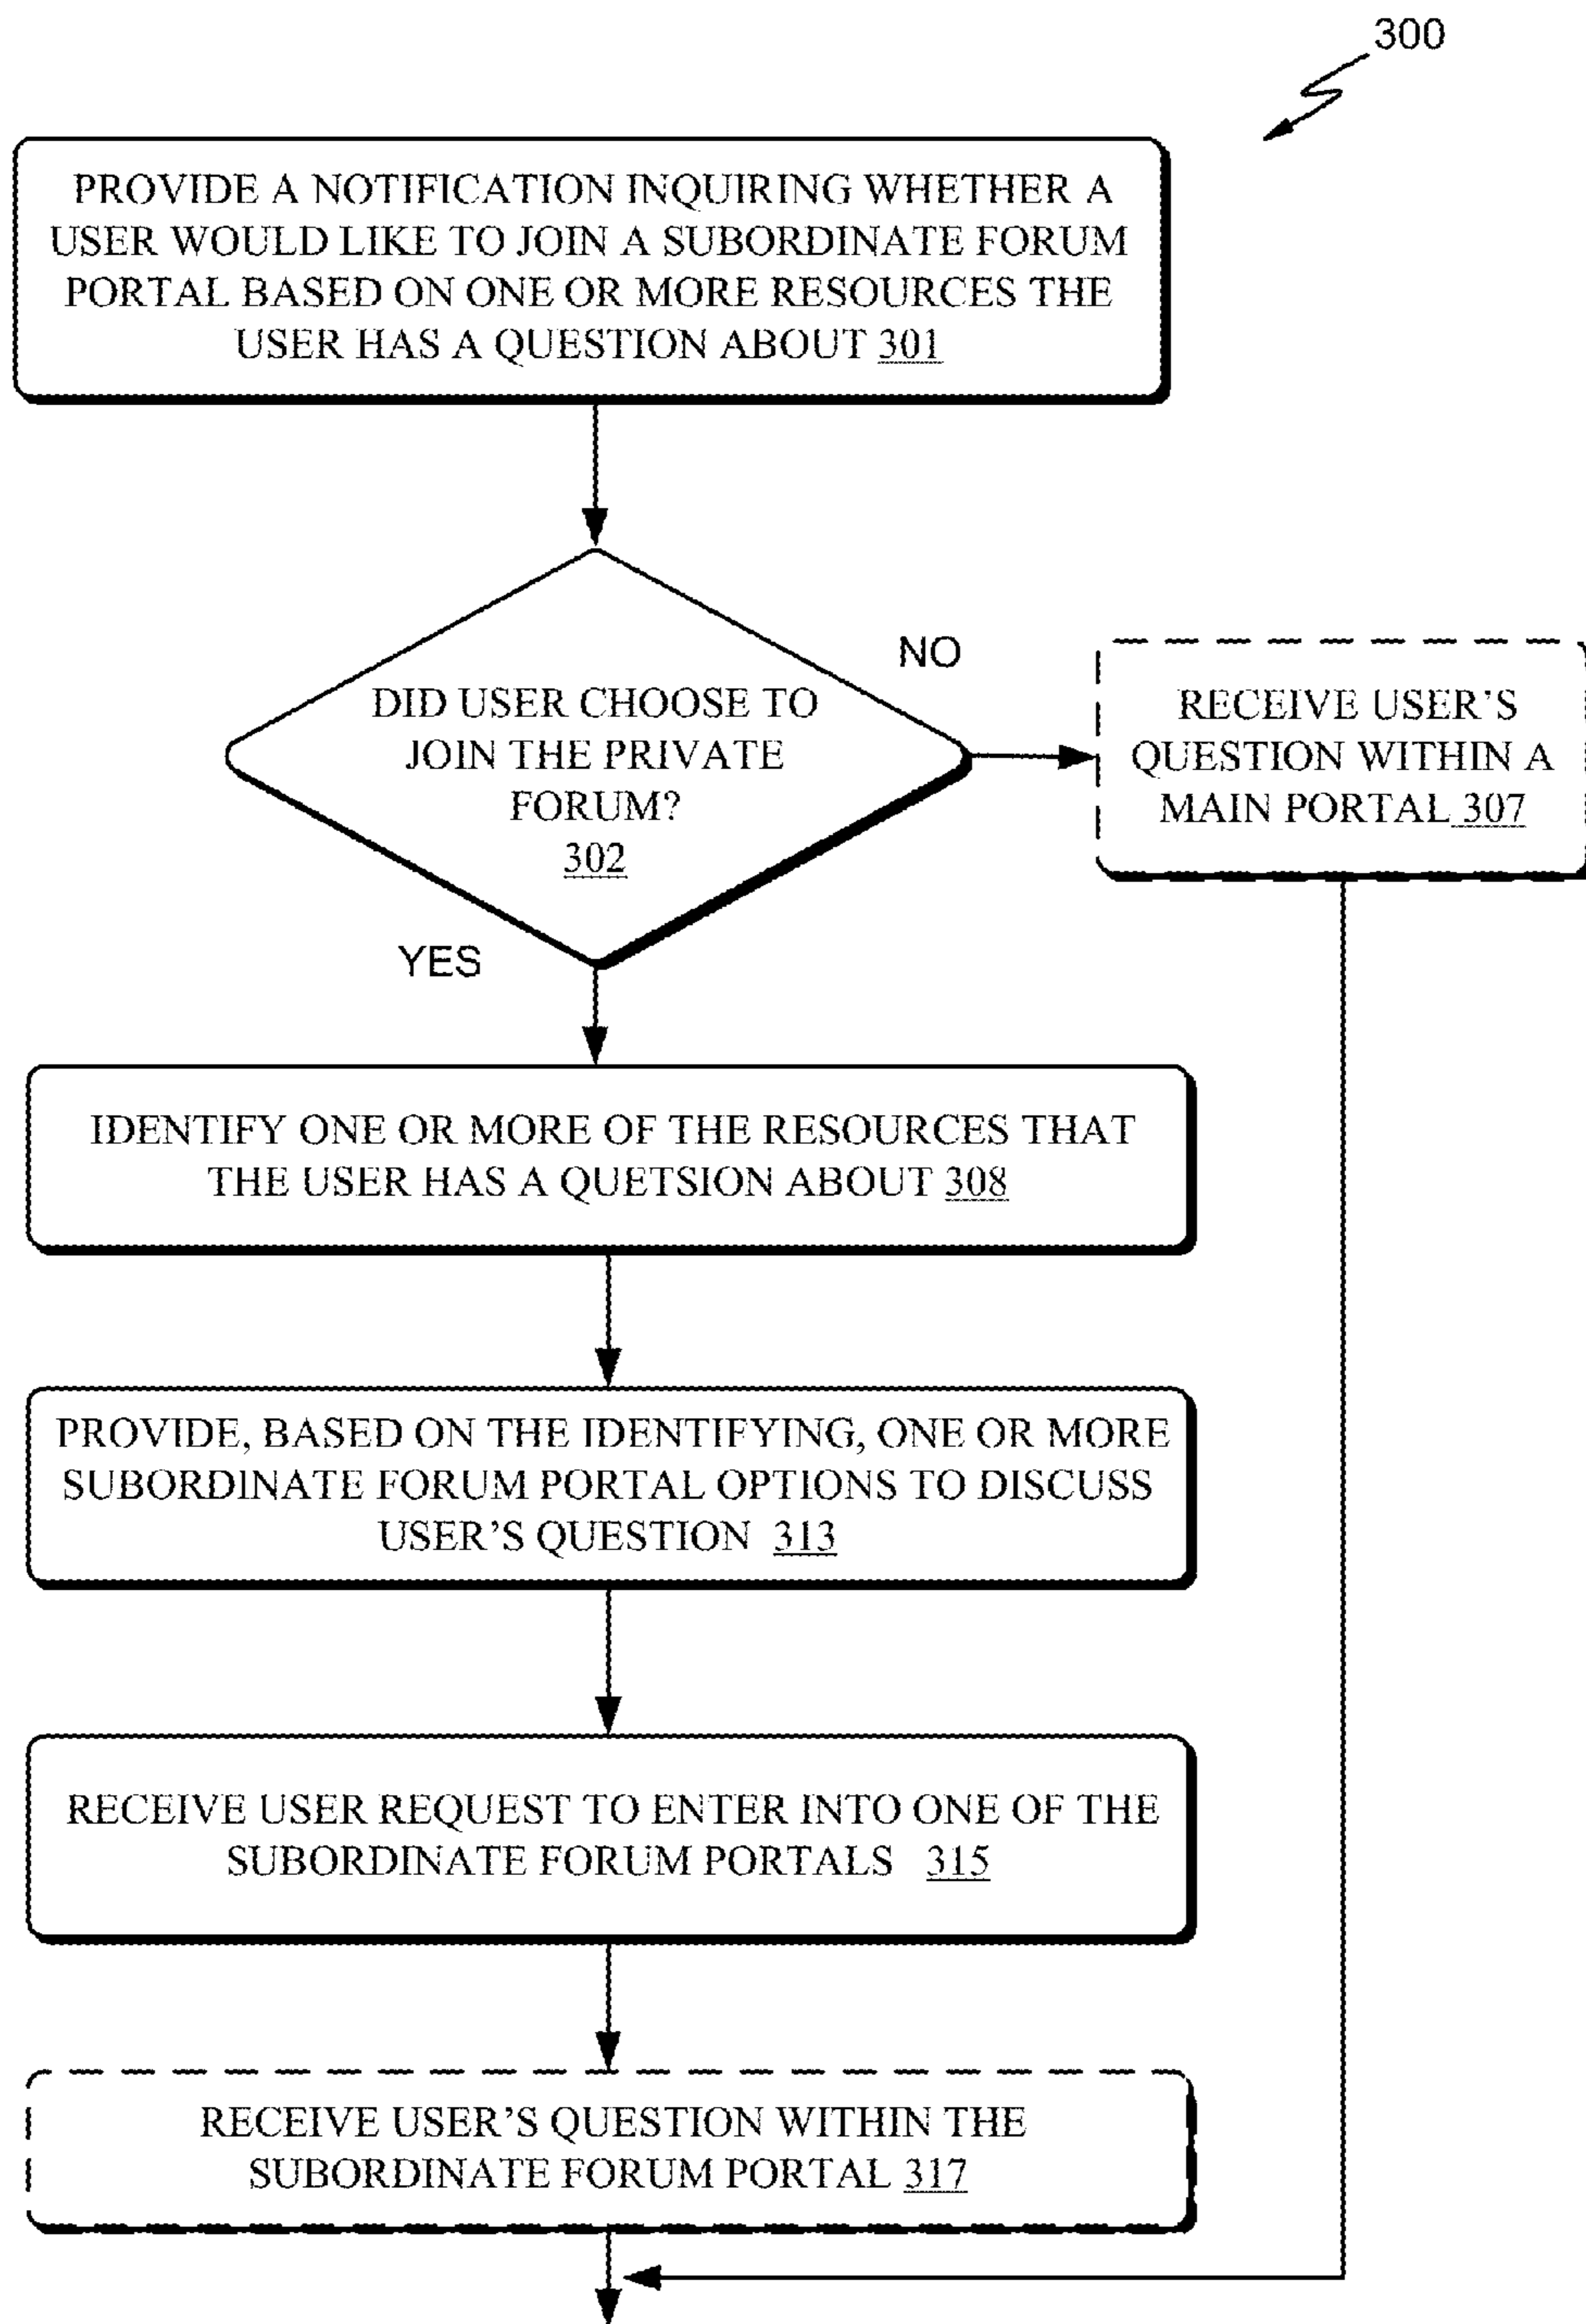 300
PROVIDE A NOTIFICATION INQUIRING WHETHER A
USER WOULD LIKE TO JOIN A SUBORDINATE FORUM
PORTAL BASED ON ONE OR MORE RESOURCES THE
USER HAS A QUESTION ABOUT 301
DID USER CHOOSE TO
JOIN THE PRIVATE
FORUM?
302
NO
RECEIVE USER’S
QUESTION WITHIN A
MAIN PORTAL 307
YES
IDENTIFY ONE OR MORE OF THE RESOURCES THAT
THE USER HAS A QUETSION ABOUT 308
PROVIDE, BASED ON THE IDENTIFYING, ONE OR MORE
SUBORDINATE FORUM PORTAL OPTIONS TO DISCUSS
USER’S QUESTION 313
RECEIVE USER REQUEST TO ENTER INTO ONE OF THE
SUBORDINATE FORUM PORTALS 315
RECEIVE USER’S QUESTION WITHIN THE
SUBORDINATE FORUM PORTAL 317